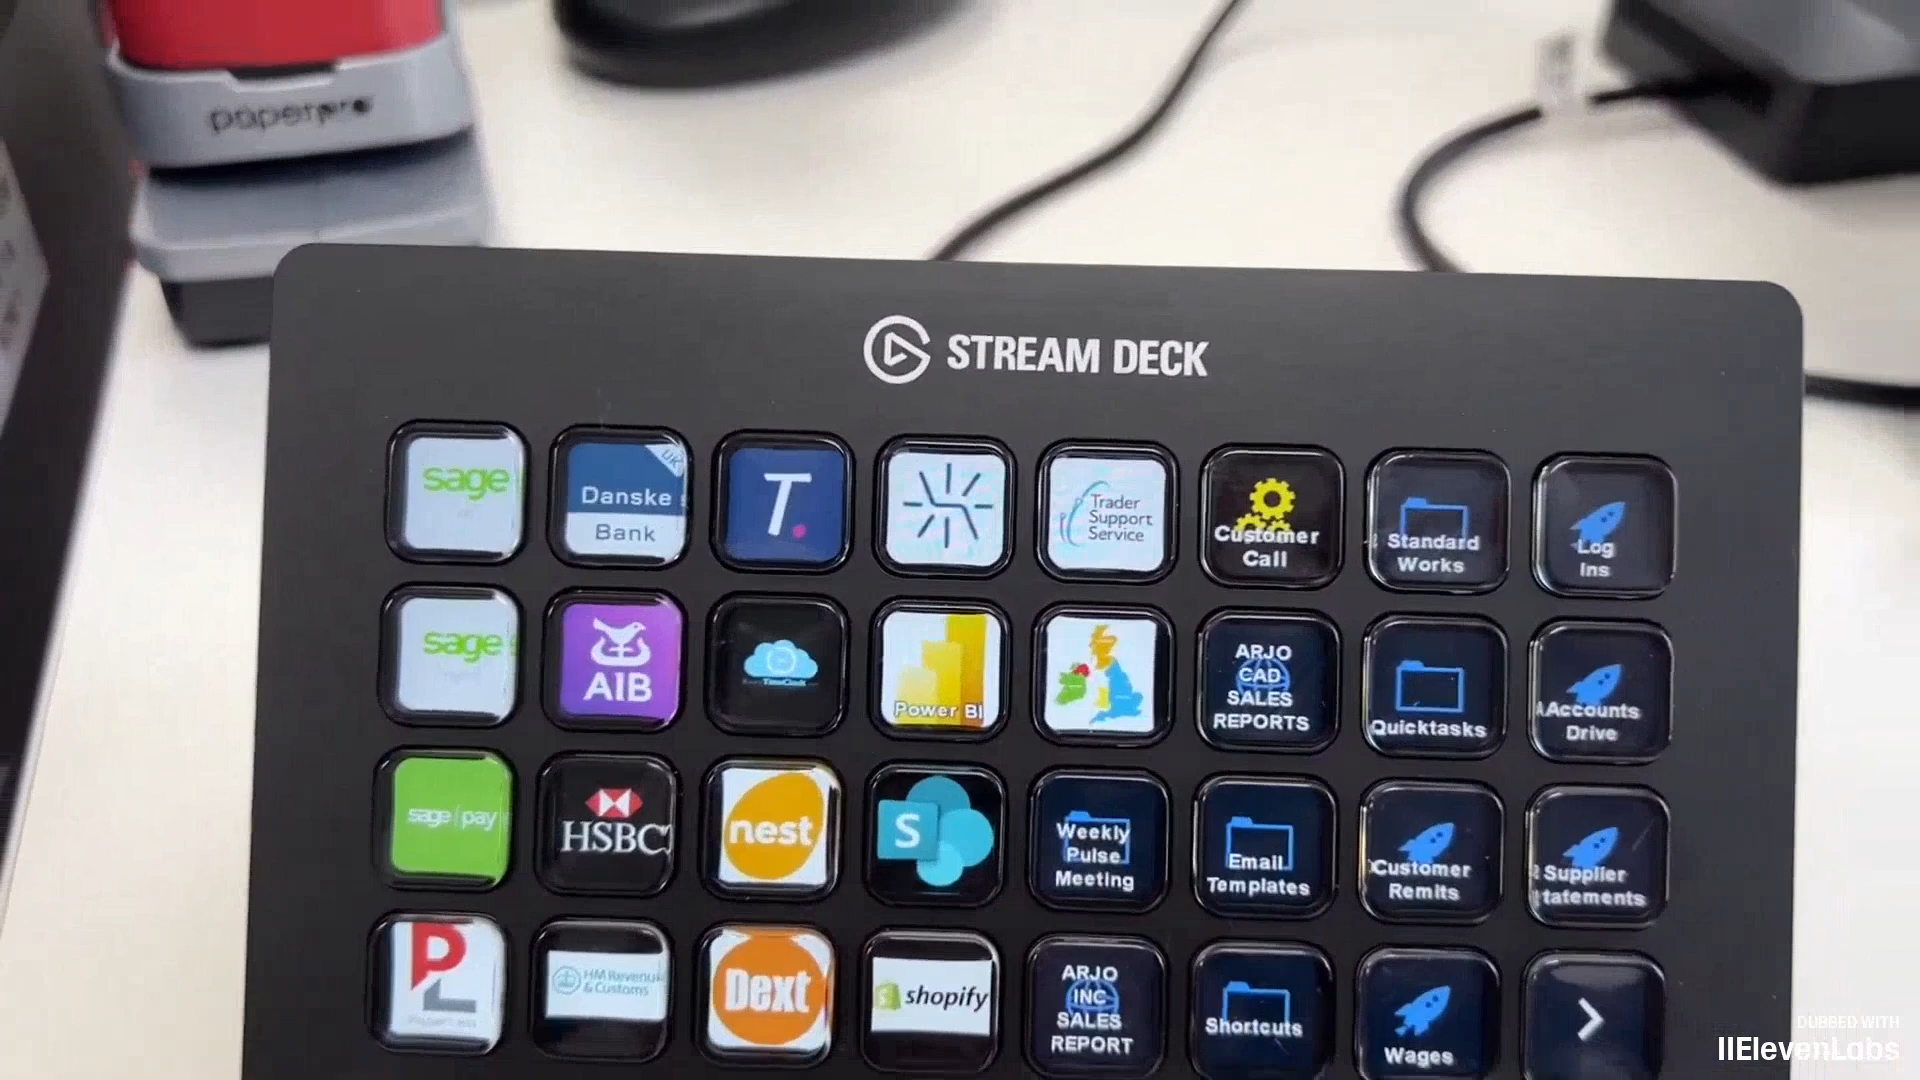 paperpro
STREAM DECK
sage
Danske
Bank
UK
T.
Trader
Support
Service
Customer
Call
Standard
Works
Log
Ins
sage
AIB
Power BI
ARJO
CAD
SALES
REPORTS
Quicktasks
Accounts
Drive
sage pay
HSBC
nest
S
Weekly
Pulse
Meeting
Email
Templates
Customer
Remits
Supplier
tatements
PL
HM Revenue
& Customs
Dext
shopify
ARJO
INC
SALES
REPORT
Shortcuts
Wages
DUBBED WITH
IIElevenLabs